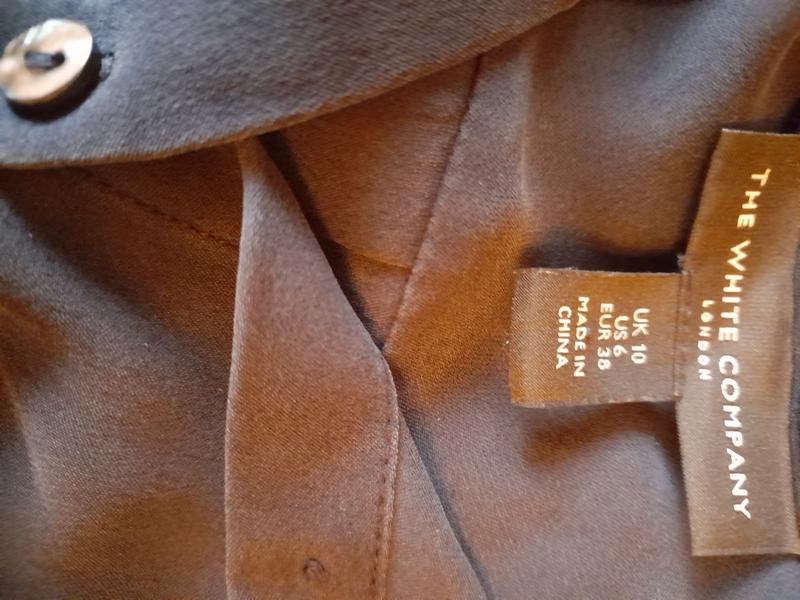 THE WHITE COMPANY
LONDON
UK 10
US 6
EUR 38
MADE IN
CHINA